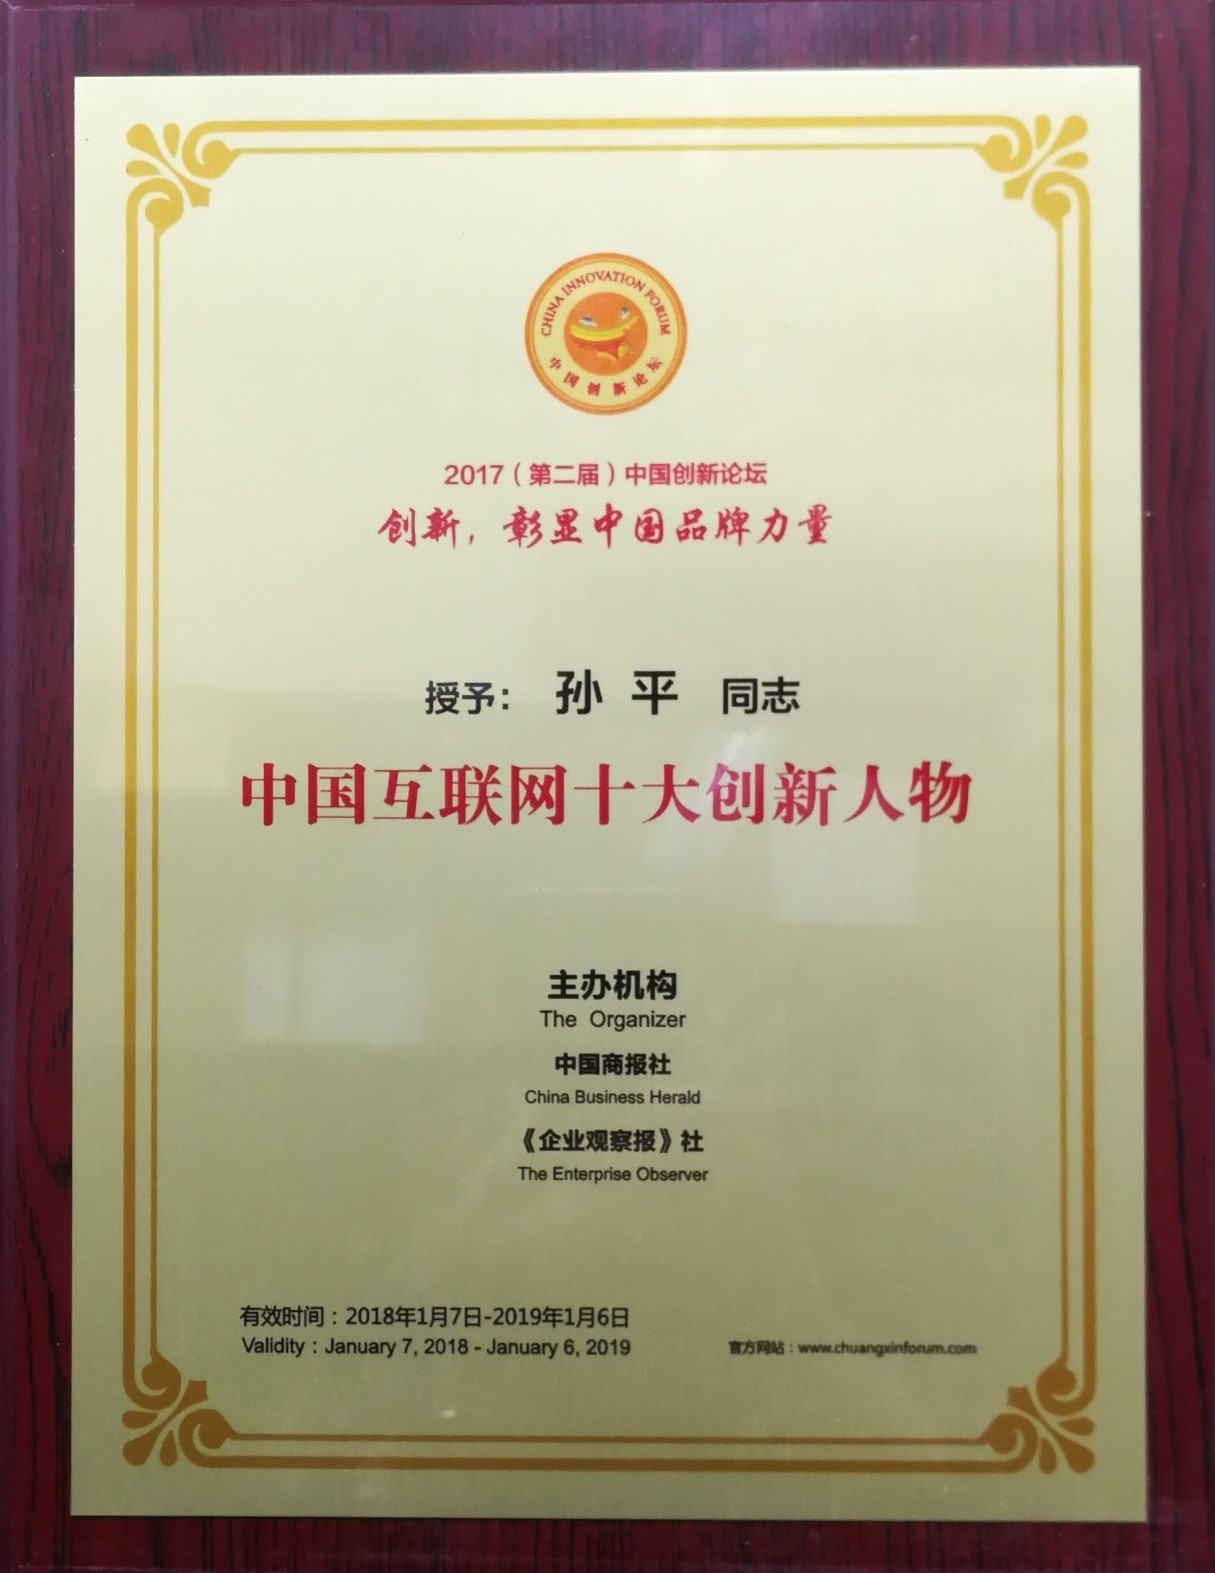 CHINA INNOVATION FORUM
中国创新论坛
2017（第二届）中国创新论坛
创新，彰显中国品牌力量
授予： 孙 平 同志
中国互联网十大创新人物
主办机构
The Organizer
中国商报社
China Business Herald
《企业观察报》社
The Enterprise Observer
有效时间：2018年1月7日-2019年1月6日
Validity：January 7, 2018 - January 6, 2019
官方网站：www.chuangxinforum.com